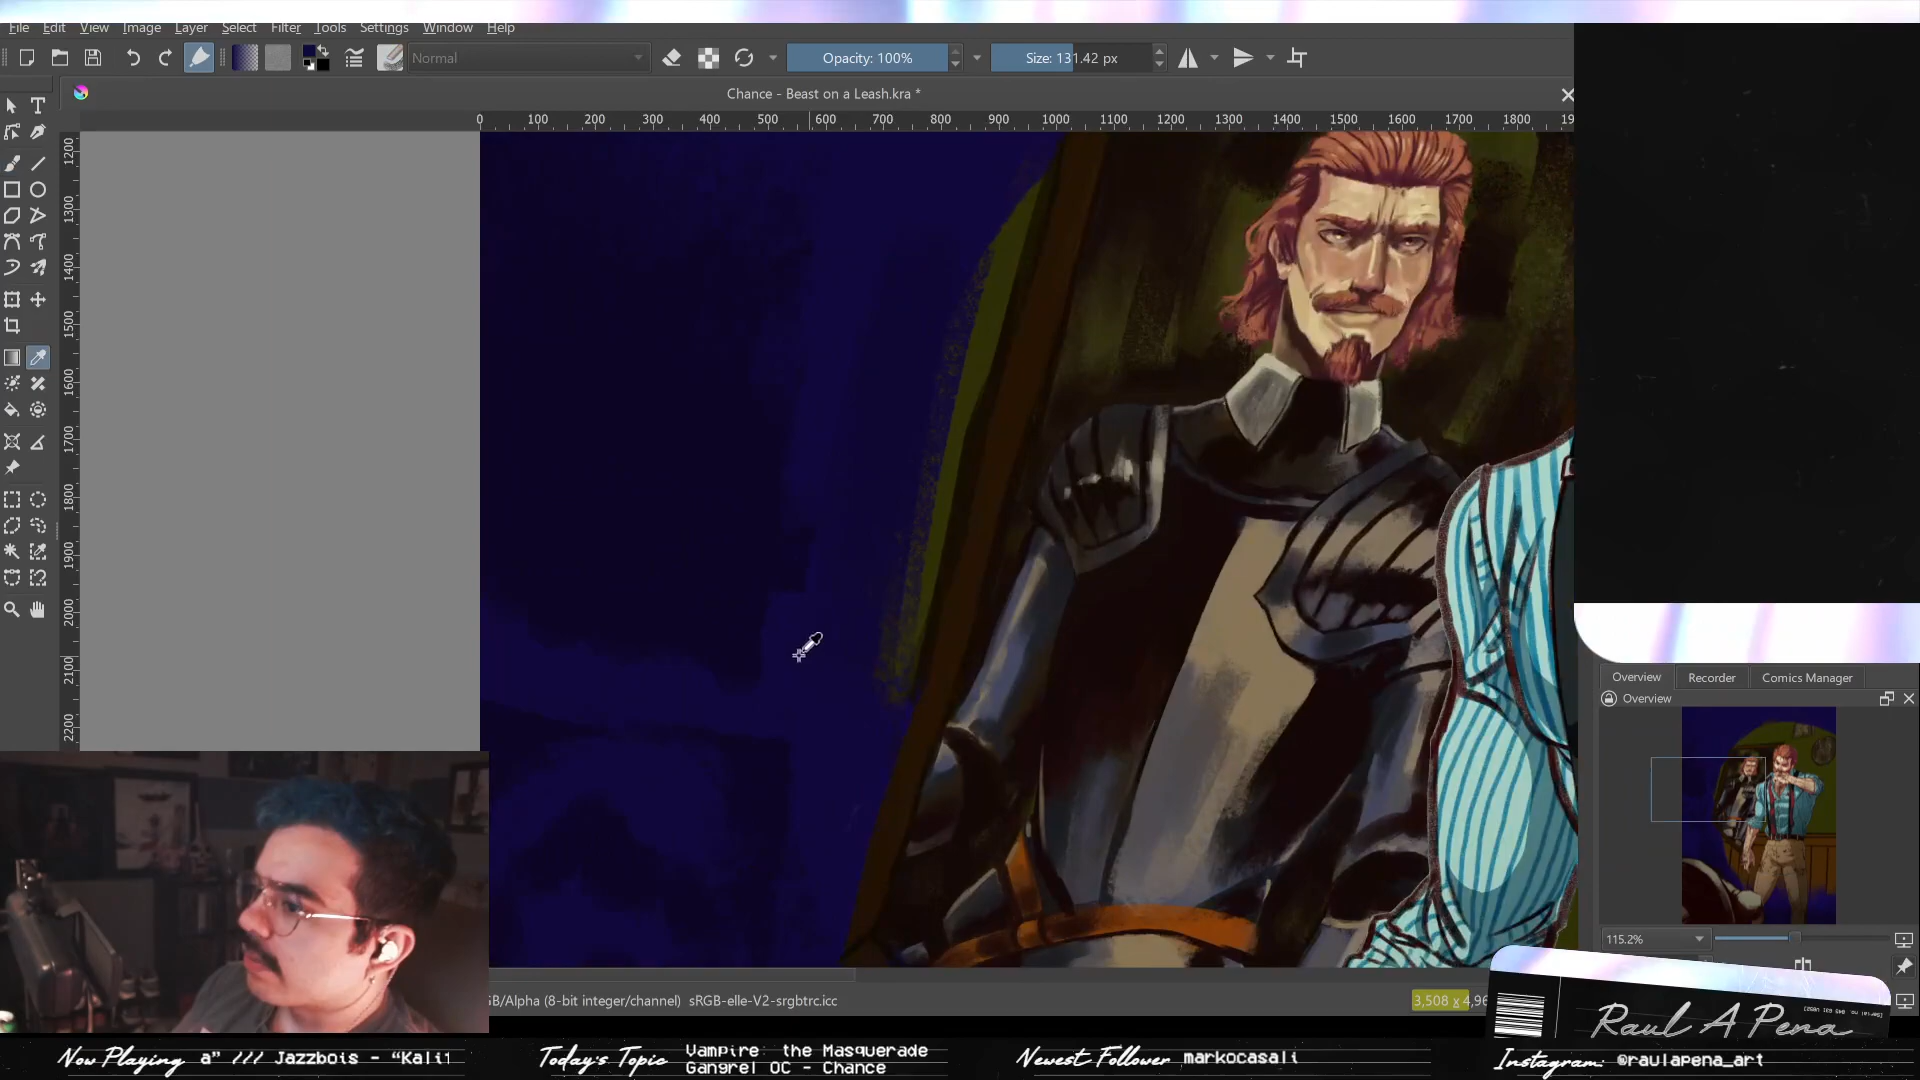 File Edit View Image Layer Select Filter Tools Settings Window Help
Normal
Opacity: 100%
Size: 131.42 px
Chance - Beast on a Leash.kra *
0 100 200 300 400 500 600 700 800 900 1000 1100 1200 1300 1400 1500 1600 1700 1800 19
1200
1300
1400
1500
1600
1700
1800
1900
2000
2100
2200
Overview Recorder Comics Manager
Overview
115.2%
GB/Alpha (8-bit integer/channel) sRGB-elle-V2-srgbtrc.icc
3,508 x 4,96
Raul A Pena
Now Playing a” /// Jazzbois - “Kali
Today's Topic Vampire: the Masquerade
Gangrel OC - Chance
Newest Follower markocasali
Instagram: @raulapena_art